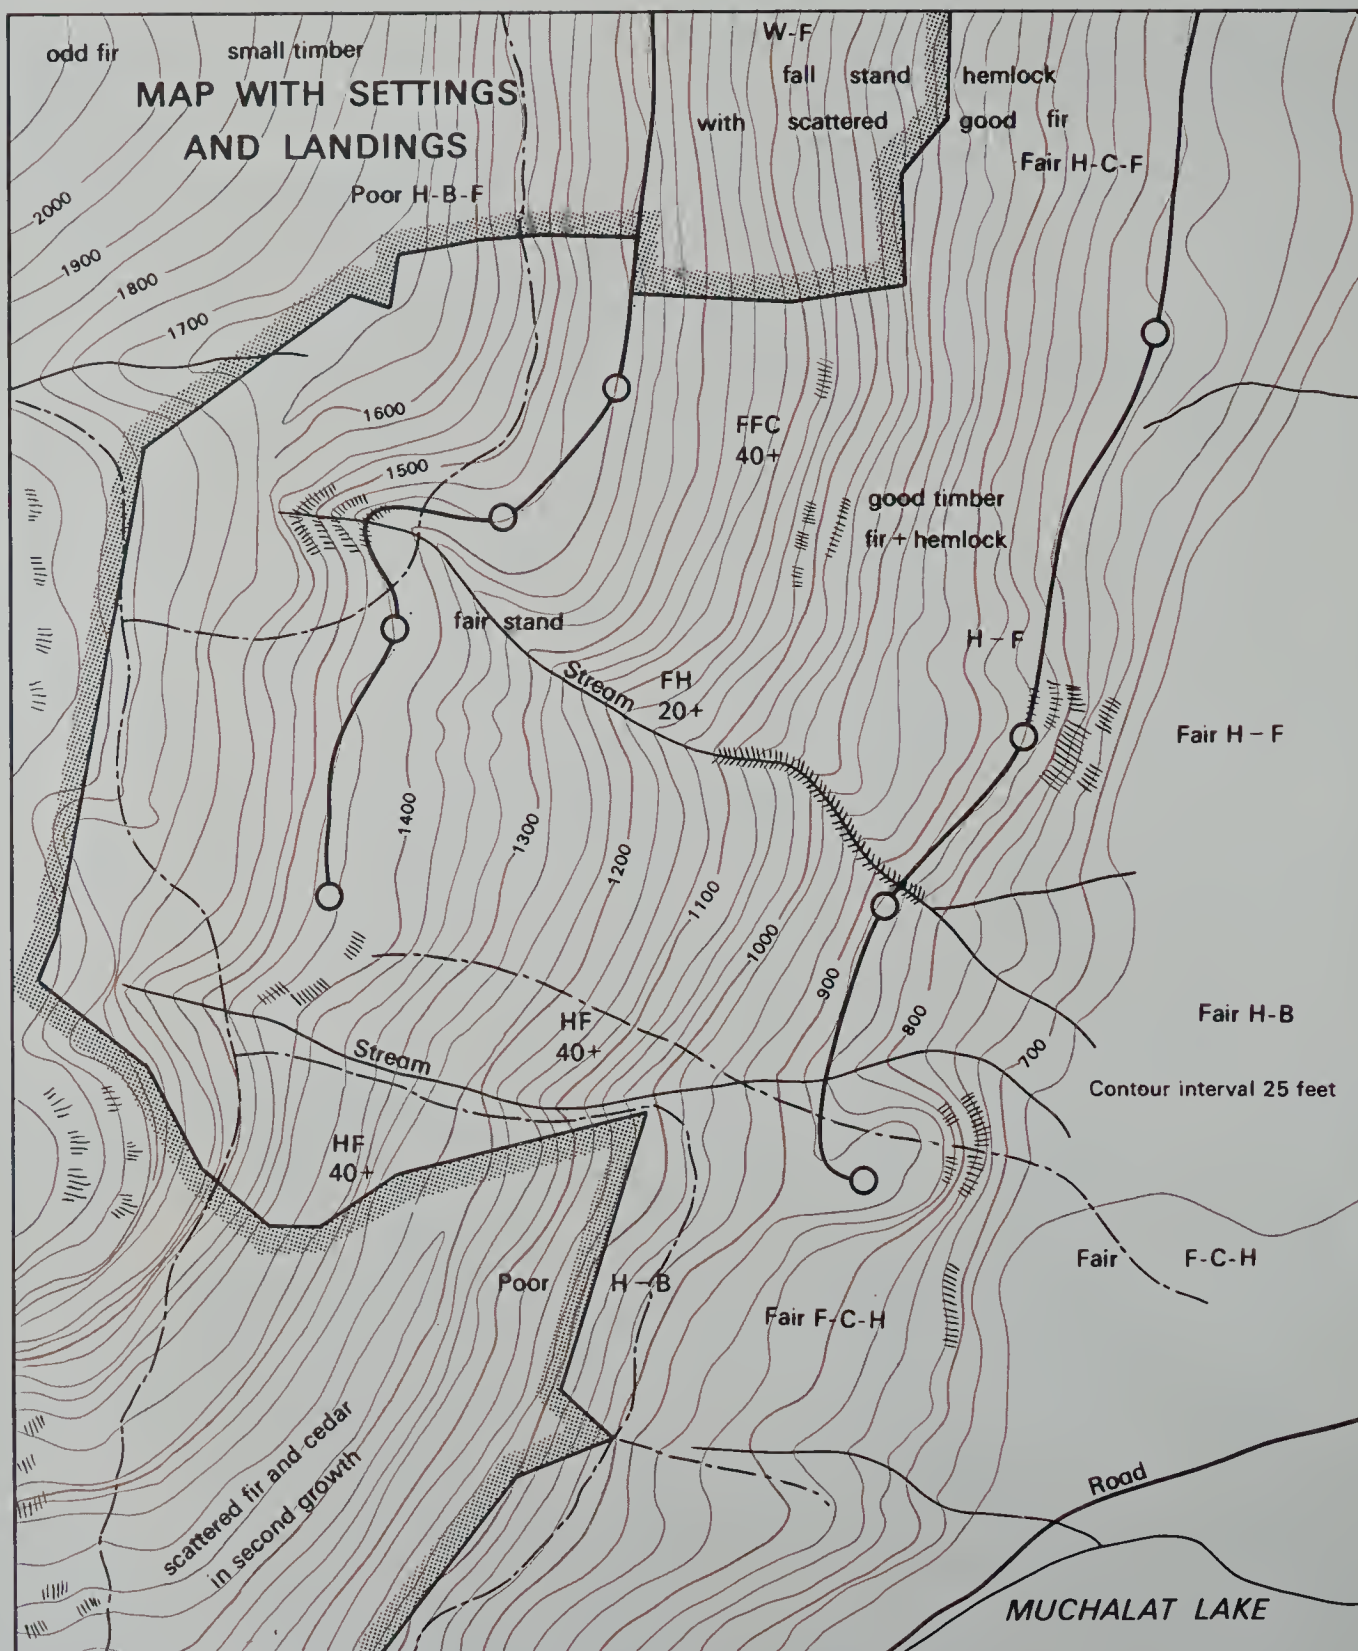 odd fir small timber
W-F
MAP WITH SETTINGS
fall stand hemlock
AND LANDINGS
with scattered good fir
Fair H-C-F
Poor H-B-F
2000
1900
1800
1700
1600
FFC
40+
1500
good timber
fir + hemlock
fair stand
H-F
Stream
FH
20+
Fair H-F
1400
1300
1200
1100
1000
900
800
700
Fair H-B
HF
40+
Stream
Contour interval 25 feet
HF
40+
Poor H-B
Fair F-C-H
Fair F-C-H
scattered fir and cedar
in second growth
Road
MUCHALAT LAKE